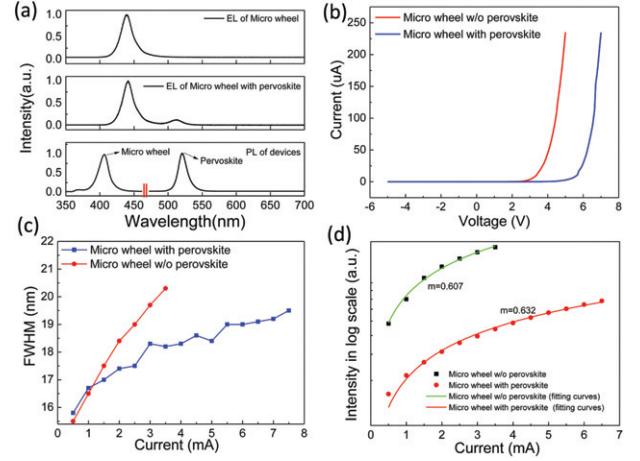 (a)
1.0
0.5
0.0
EL of Micro wheel
1.0
0.5
0.0
EL of Micro wheel with pervoskite
1.0
0.5
0.0
Micro wheel
Pervoskite
PL of devices
350 400 450 500 550 600 650 700
Wavelength(nm)
Intensity(a.u.)
(b)
Micro wheel w/o perovskite
Micro wheel with perovskite
250
200
150
100
50
0
-6 -4 -2 0 2 4 6 8
Voltage (V)
Current (uA)
(c)
Micro wheel with perovskite
Micro wheel w/o perovskite
22
21
20
19
18
17
16
0 1 2 3 4 5 6 7 8
Current (mA)
FWHM (nm)
(d)
m=0.607
m=0.632
Micro wheel w/o perovskite
Micro wheel with perovskite
Micro wheel w/o perovskite (fitting curves)
Micro wheel with perovskite (fitting curves)
0 1 2 3 4 5 6 7
Current (mA)
Intensity in log scale (a.u.)